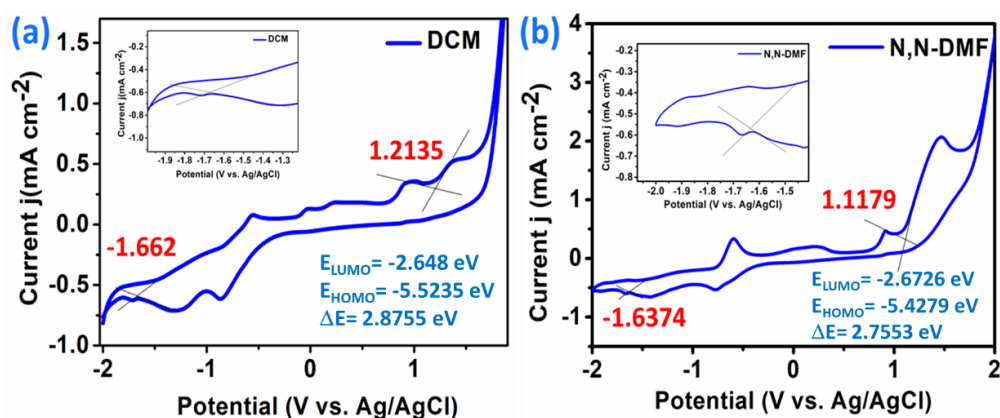 (a)
DCM
1.5
1.0
0.5
0.0
-0.5
-1.0
Current j(mA cm-2)
-2
-1
0
1
Potential (V vs. Ag/AgCl)
DCM
-0.2
-0.4
-0.6
-0.8
-1.0
Current j(mA cm-2)
-1.9
-1.8
-1.7
-1.6
-1.5
-1.4
-1.3
Potential (V vs. Ag/AgCl)
1.2135
-1.662
ELUMO= -2.648 eV
EHOMO= -5.5235 eV
ΔE= 2.8755 eV
(b)
N,N-DMF
4
3
2
1
0
-1
Current j (mA cm-2)
-2
-1
0
1
2
Potential (V vs. Ag/AgCl)
N,N-DMF
-0.2
-0.3
-0.4
-0.5
-0.6
-0.7
-0.8
Current j(mA cm-2)
-2.0
-1.9
-1.8
-1.7
-1.6
-1.5
Potential (V vs. Ag/AgCl)
1.1179
-1.6374
ELUMO= -2.6726 eV
EHOMO= -5.4279 eV
ΔE= 2.7553 eV